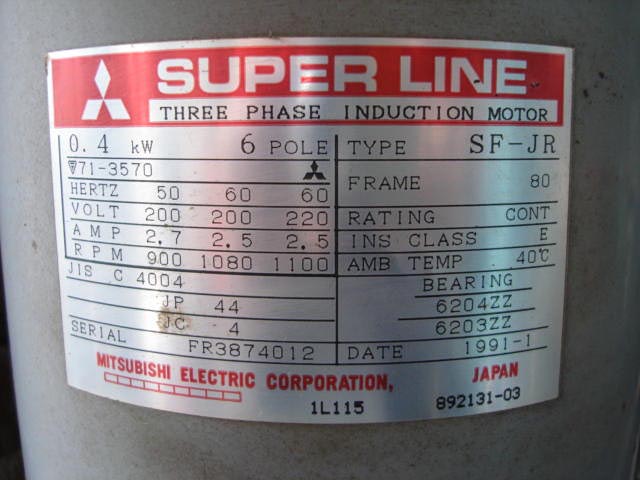 SUPER LINE
THREE PHASE INDUCTION MOTOR
0.4 kW 6 POLE
71-3570
HERTZ 50 60 60
VOLT 200 200 220
AMP 2.7 2.5 2.5
RPM 900 1080 1100
JIS C 4004
JP 44
JC 4
SERIAL FR3874012
TYPE SF-JR
FRAME 80
RATING CONT
INS CLASS E
AMB TEMP 40℃
BEARING
6204ZZ
6203ZZ
DATE 1991-1
MITSUBISHI ELECTRIC CORPORATION, JAPAN
1L115 892131-03